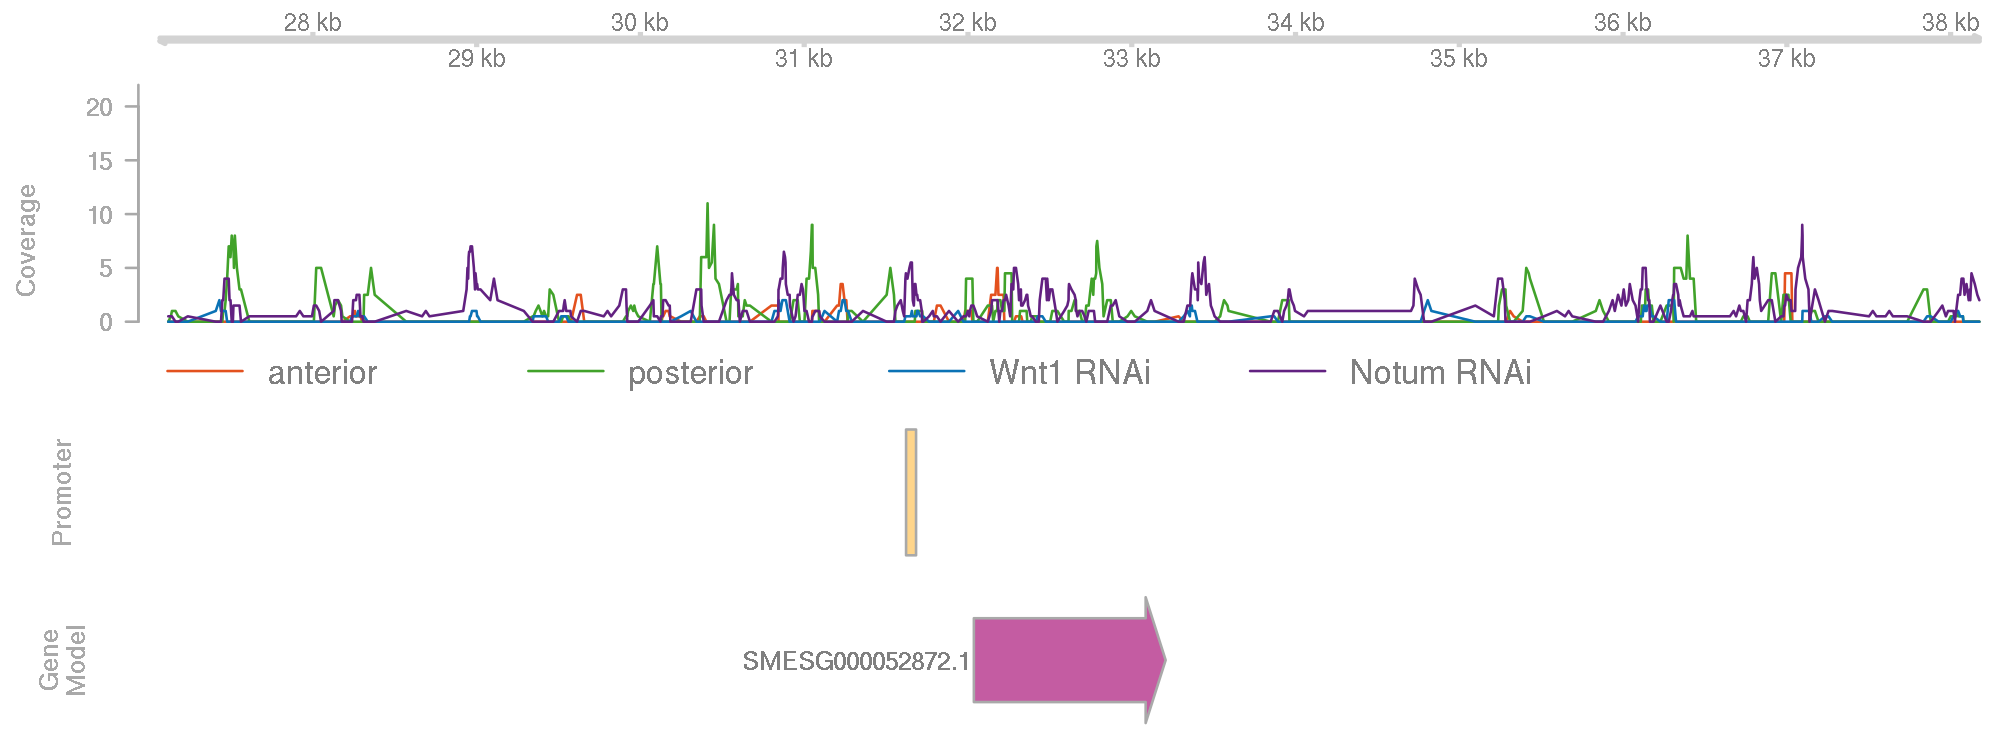 28 kb 30 kb 32 kb 34 kb 36 kb 38 kb
29 kb 31 kb 33 kb 35 kb 37 kb
Coverage
20
15
10
5
0
anterior posterior Wnt1 RNAi Notum RNAi
Promoter
Gene
Model
SMESG000052872.1